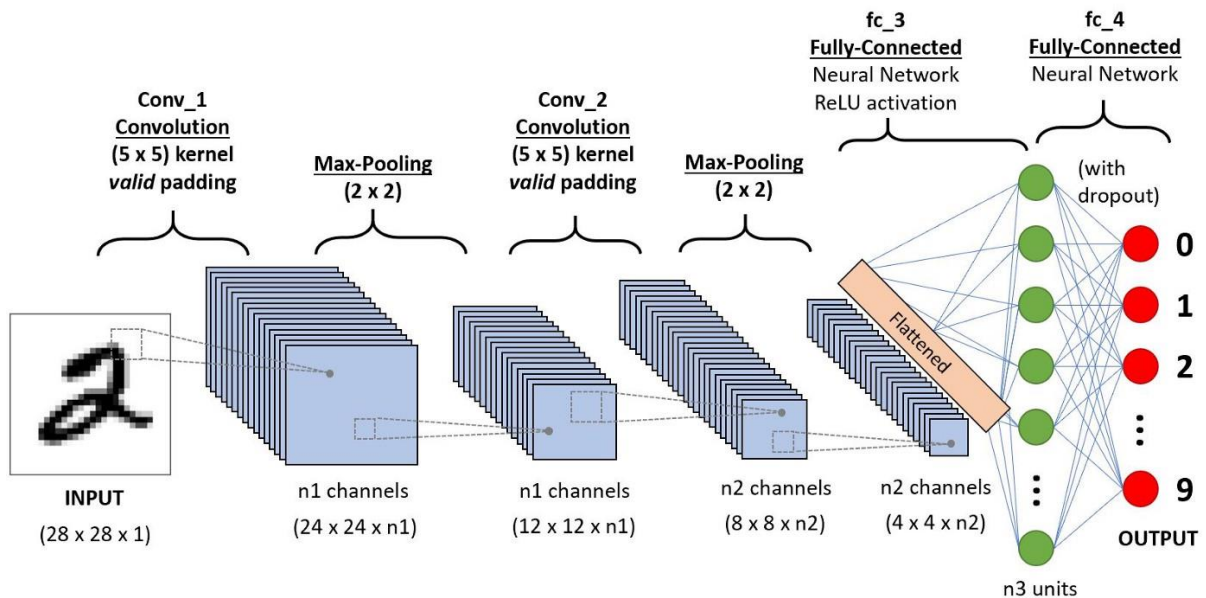 fc_3
Fully-Connected
Neural Network
ReLU activation
fc_4
Fully-Connected
Neural Network
Conv_1
Convolution
(5 x 5) kernel
valid padding
Max-Pooling
(2 x 2)
Conv_2
Convolution
(5 x 5) kernel
valid padding
Max-Pooling
(2 x 2)
(with
dropout)
0
1
2
9
Flattened
INPUT
(28 x 28 x 1)
n1 channels
(24 x 24 x n1)
n1 channels
(12 x 12 x n1)
n2 channels
(8 x 8 x n2)
n2 channels
(4 x 4 x n2)
OUTPUT
n3 units
2